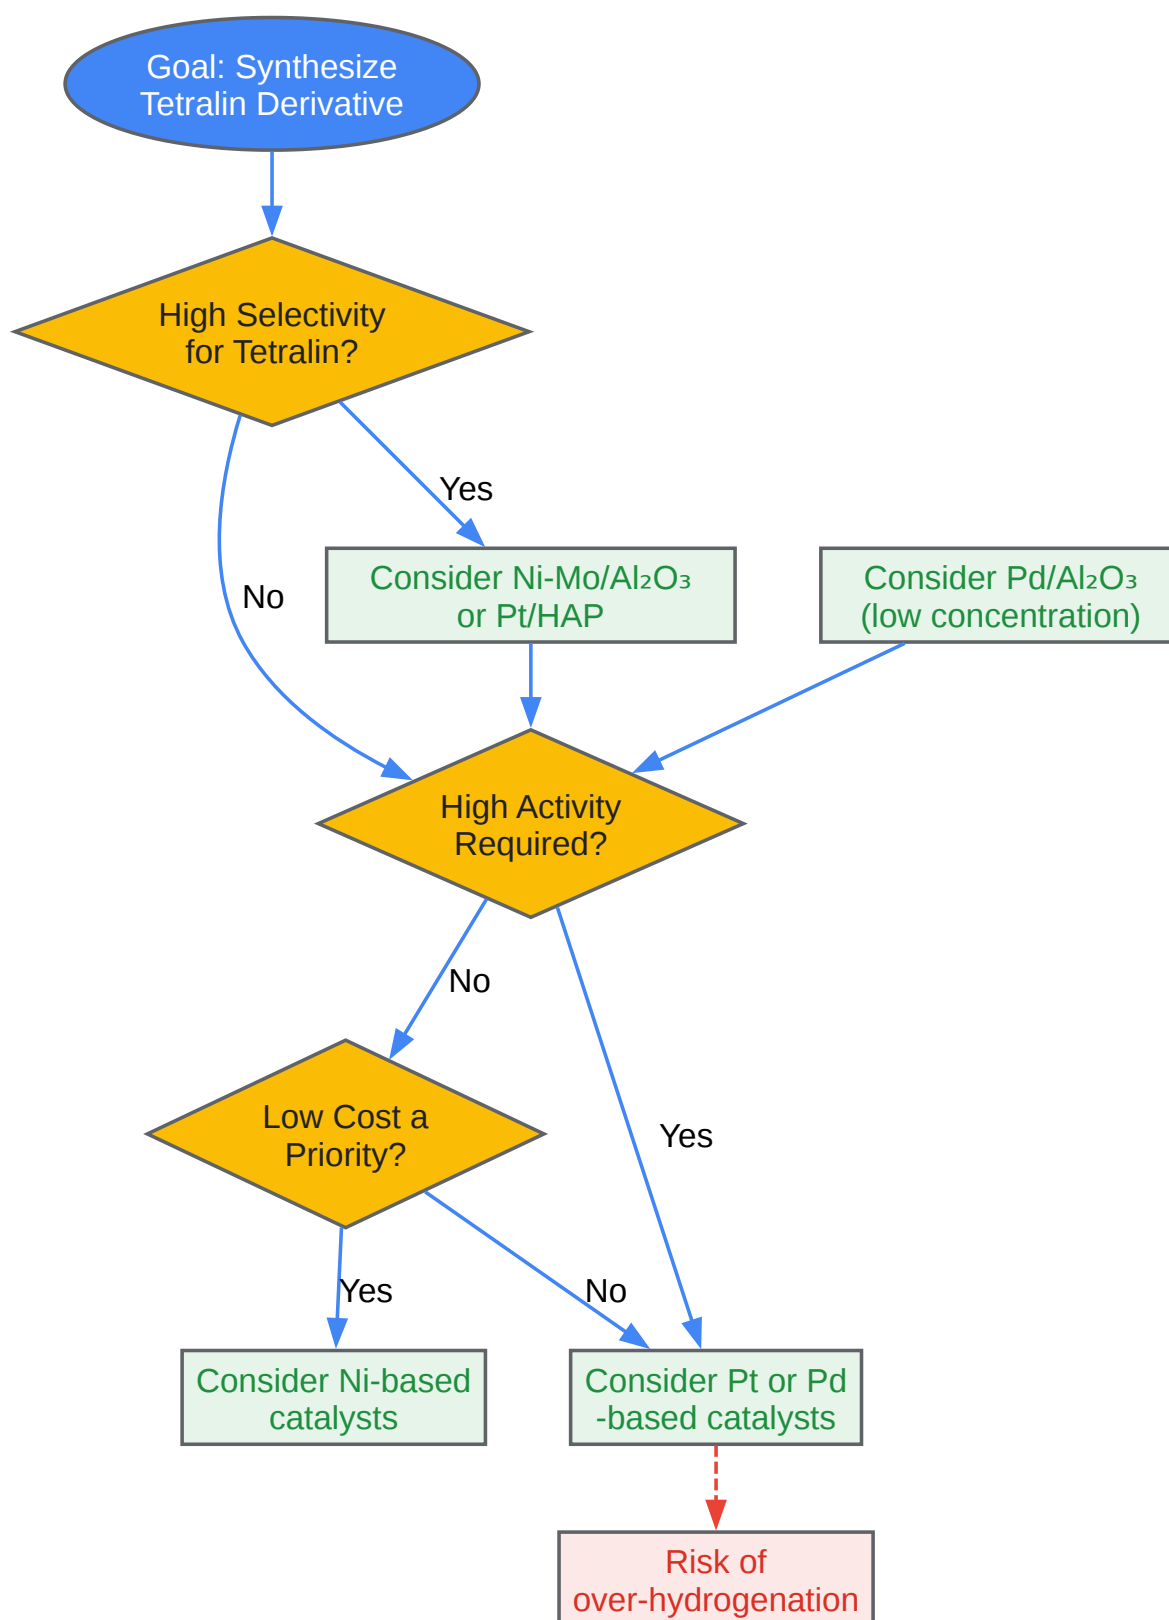 Goal: Synthesize
Tetralin Derivative
High Selectivity
for Tetralin?
Yes
No
Consider Ni-Mo/Al₂O₃
or Pt/HAP
Consider Pd/Al₂O₃
(low concentration)
High Activity
Required?
No
Yes
Low Cost a
Priority?
Yes
No
Consider Ni-based
catalysts
Consider Pt or Pd
-based catalysts
Risk of
over-hydrogenation